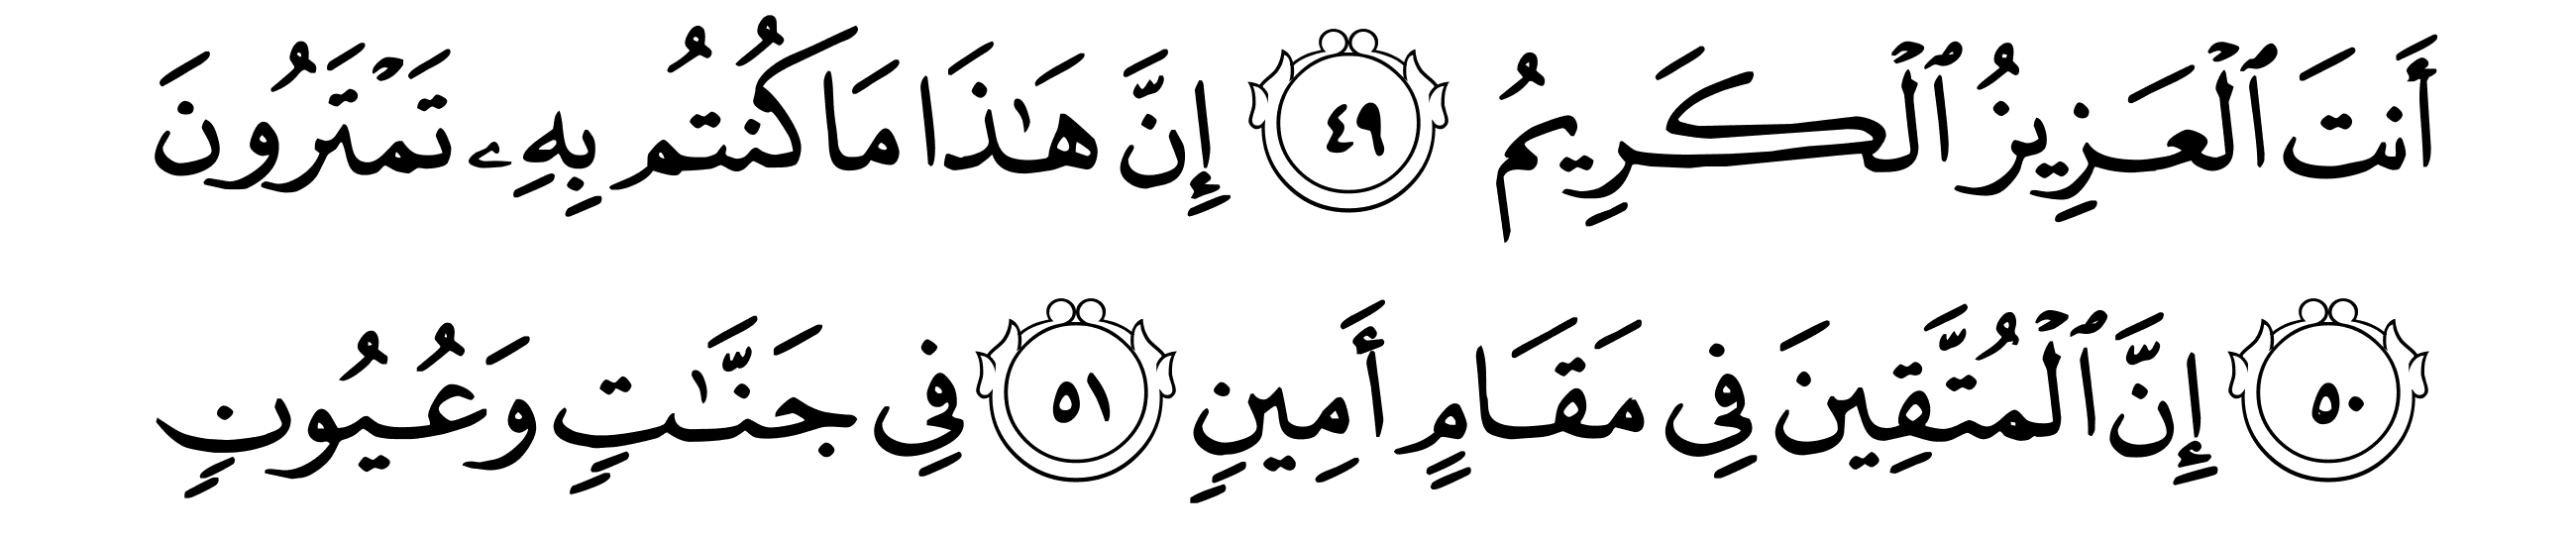 أَنتَ ٱلْعَزِيزُ ٱلْكَرِيمُ ٤٩ إِنَّ هَـٰذَا مَا كُنتُم بِهِۦ تَمْتَرُونَ
٥٠ إِنَّ ٱلْمُتَّقِينَ فِى مَقَامٍ أَمِينٍ ٥١ فِى جَنَّـٰتٍ وَعُيُونٍ